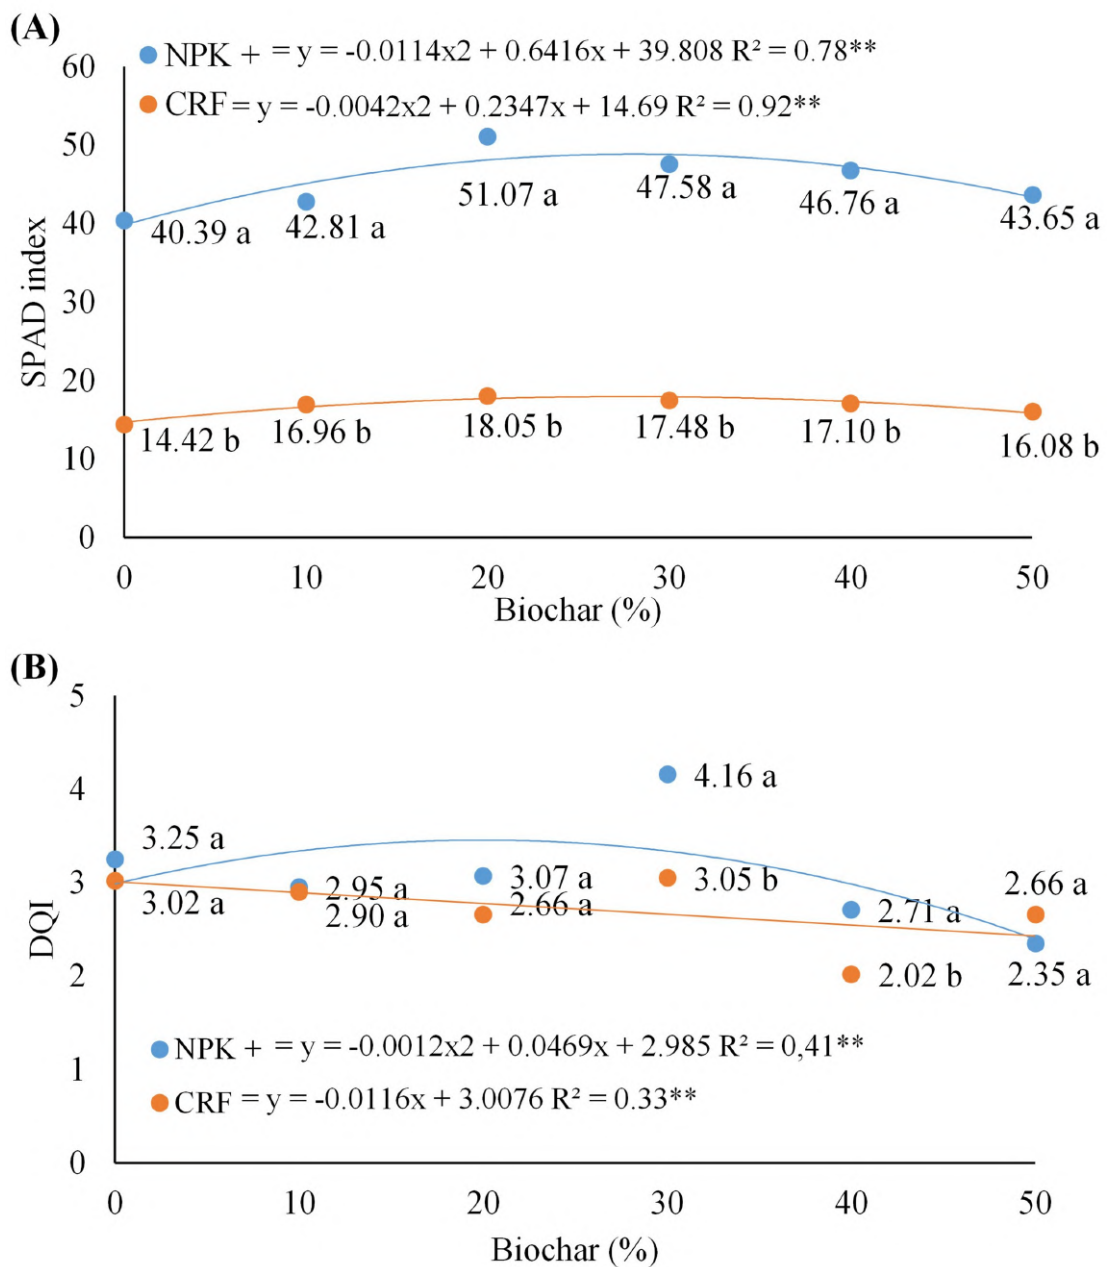 (A)
NPK + = y = -0.0114x2 + 0.6416x + 39.808 R² = 0.78**
CRF = y = -0.0042x2 + 0.2347x + 14.69 R² = 0.92**
60
50
40
30
20
10
0
SPAD index
40.39 a
42.81 a
51.07 a
47.58 a
46.76 a
43.65 a
14.42 b
16.96 b
18.05 b
17.48 b
17.10 b
16.08 b
0 10 20 30 40 50
Biochar (%)
(B)
5
4
3
2
1
0
DQI
3.25 a
2.95 a
3.07 a
4.16 a
2.71 a
2.35 a
3.02 a
2.90 a
2.66 a
3.05 b
2.02 b
2.66 a
NPK + = y = -0.0012x2 + 0.0469x + 2.985 R² = 0,41**
CRF = y = -0.0116x + 3.0076 R² = 0.33**
0 10 20 30 40 50
Biochar (%)